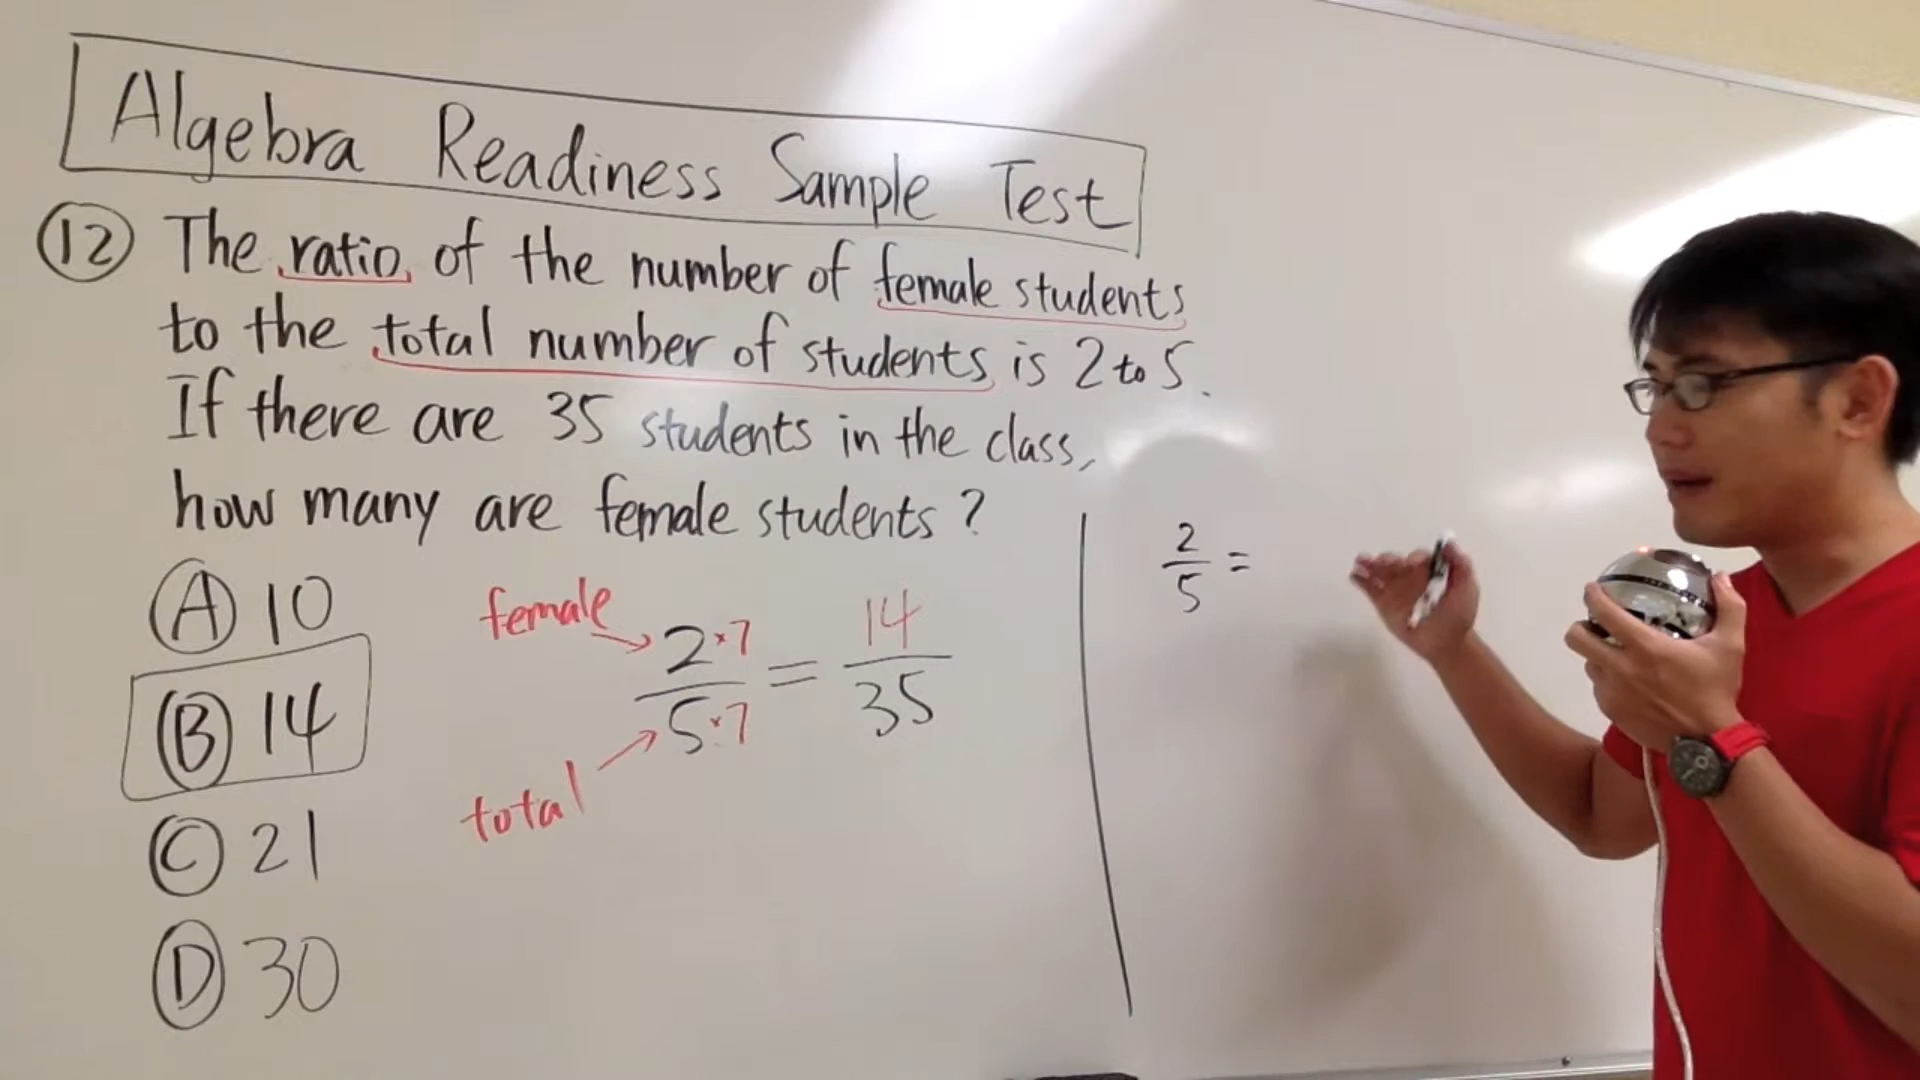 Algebra Readiness Sample Test
12 The ratio of the number of female students
to the total number of students is 2 to 5.
If there are 35 students in the class,
how many are female students?
A 10
B 14
C 21
D 30
female
total
2×7 / 5×7 = 14 / 35
2 / 5 =